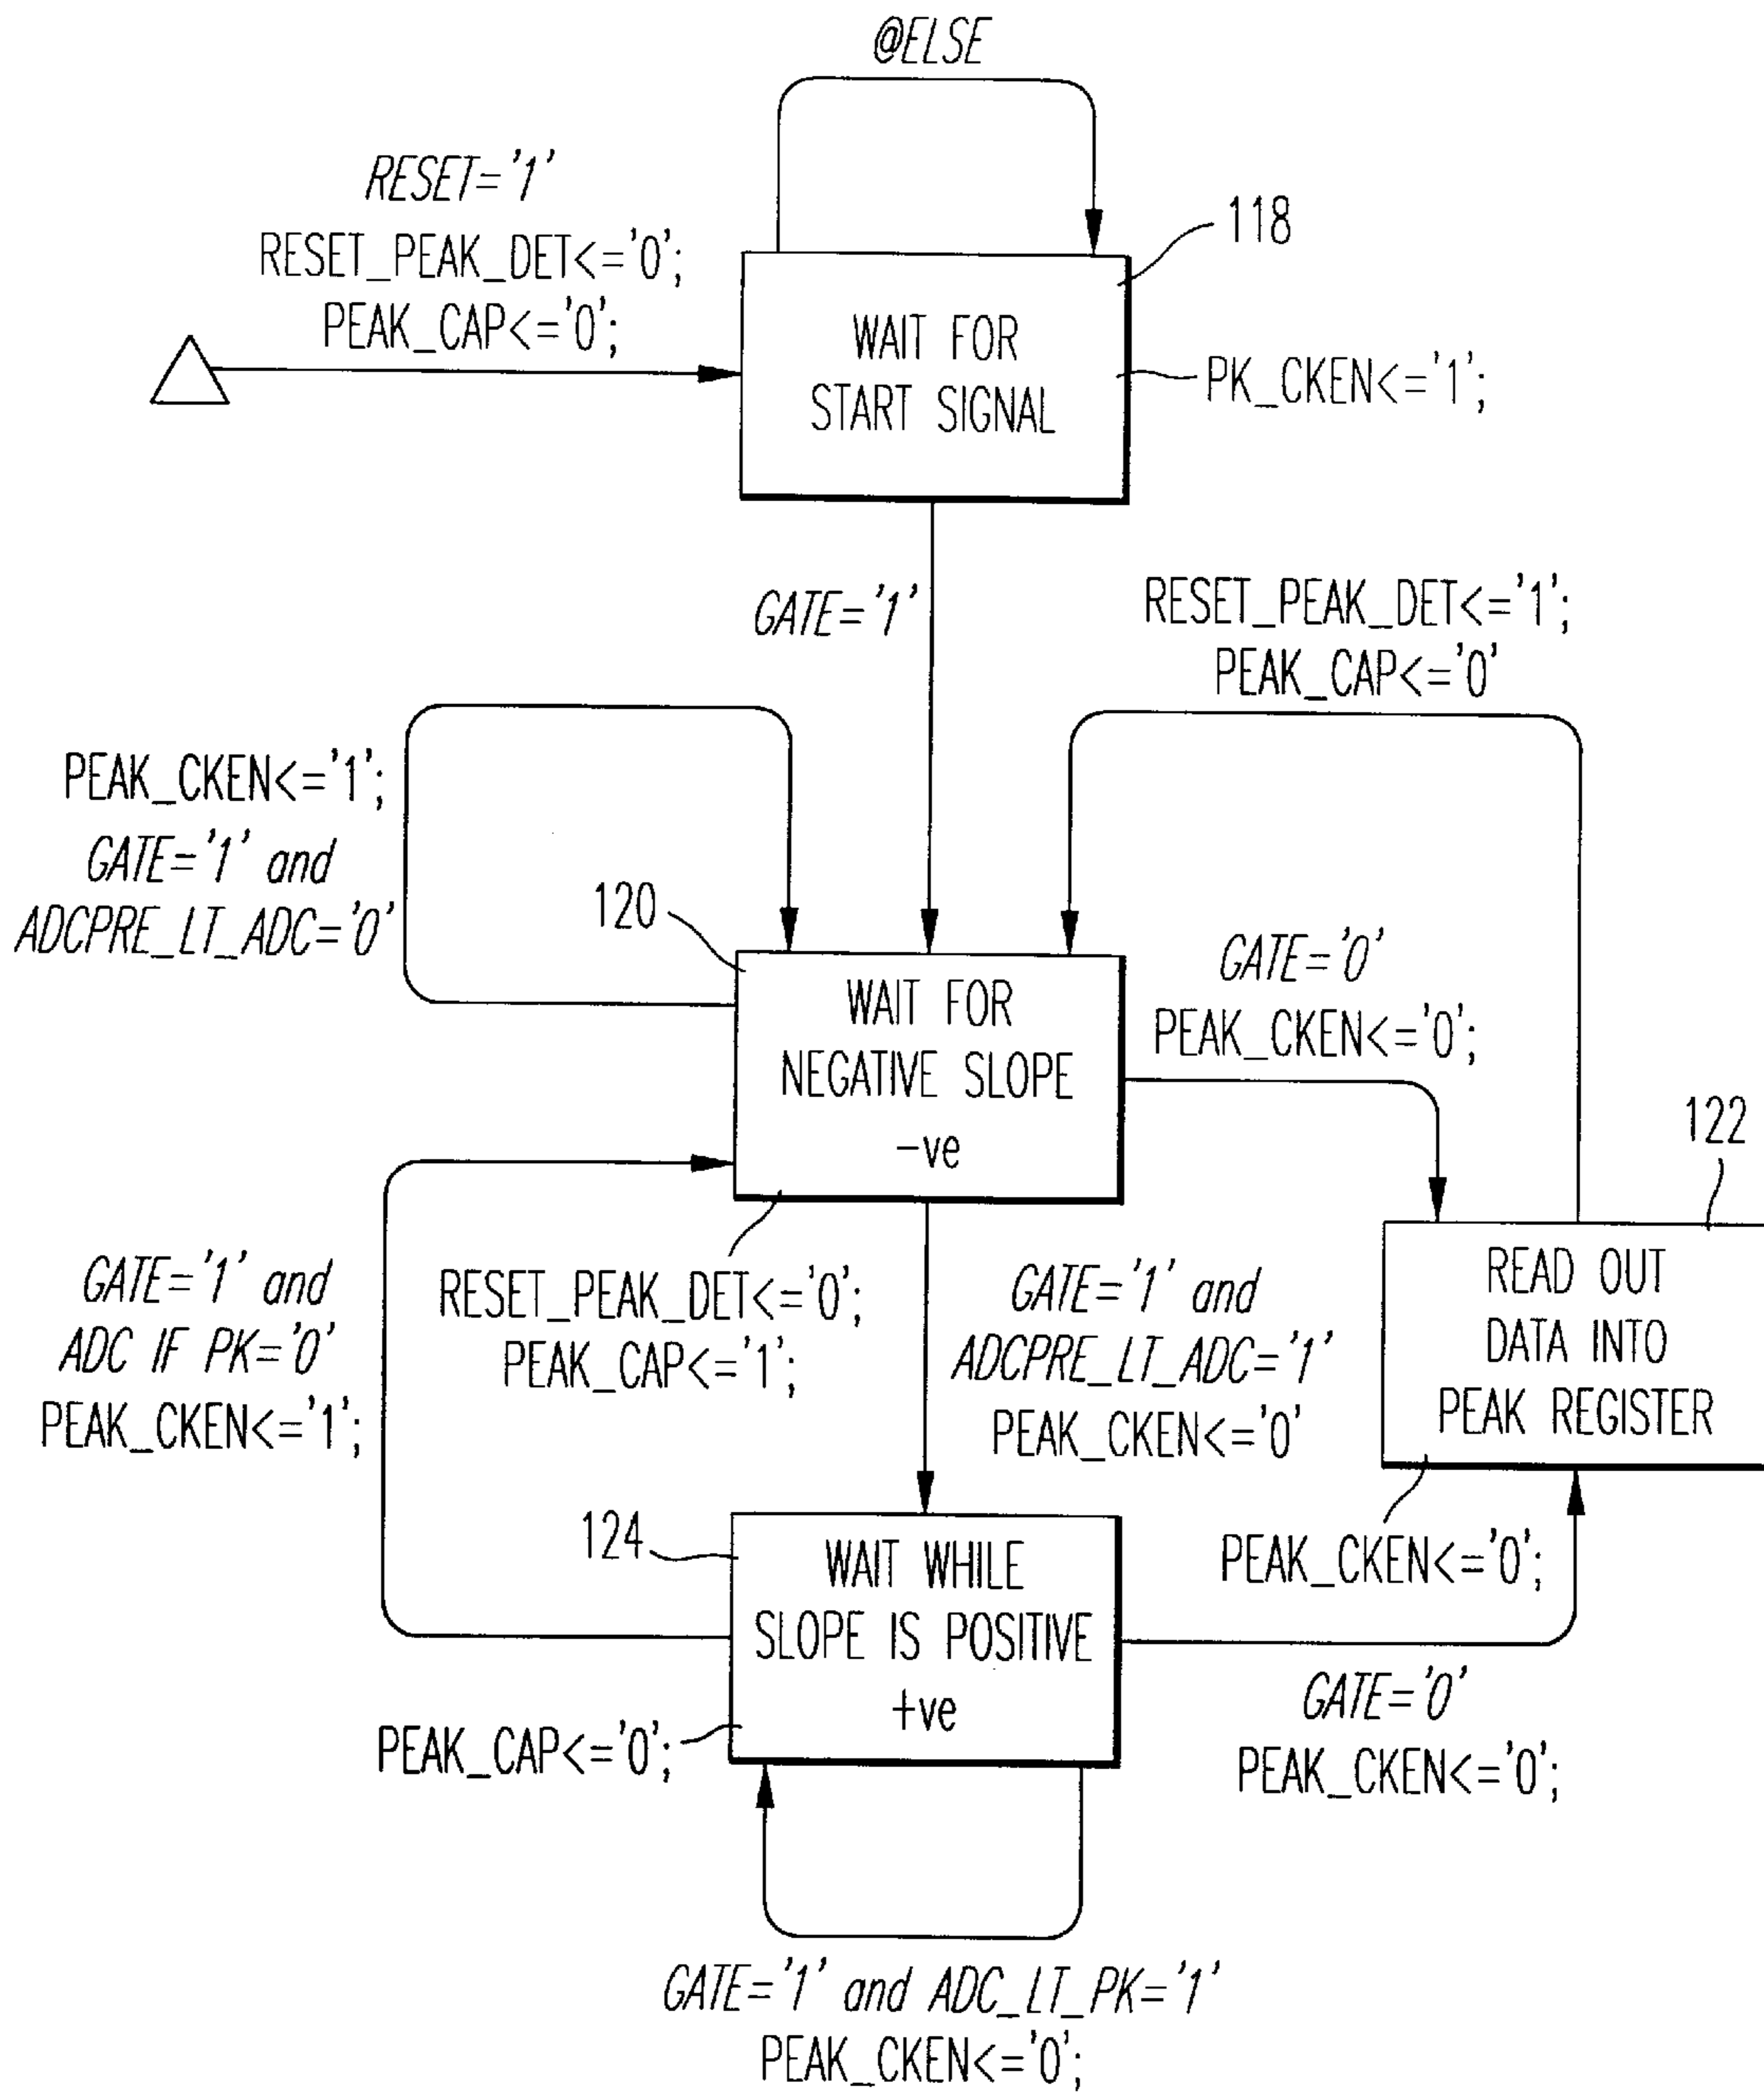 @ELSE
RESET='1'
RESET_PEAK_DET<='0';
PEAK_CAP<='0';
118
WAIT FOR
START SIGNAL
PK_CKEN<='1';
GATE='1'
RESET_PEAK_DET<='1';
PEAK_CAP<='0'
PEAK_CKEN<='1';
GATE='1' and
ADCPRE_LT_ADC='0'
120
WAIT FOR
NEGATIVE SLOPE
-ve
GATE='0'
PEAK_CKEN<='0';
122
READ OUT
DATA INTO
PEAK REGISTER
GATE='1' and
ADC IF PK='0'
PEAK_CKEN<='1';
RESET_PEAK_DET<='0';
PEAK_CAP<='1';
GATE='1' and
ADCPRE_LT_ADC='1'
PEAK_CKEN<='0'
PEAK_CKEN<='0';
124
WAIT WHILE
SLOPE IS POSITIVE
+ve
PEAK_CAP<='0';
GATE='0'
PEAK_CKEN<='0';
GATE='1' and ADC_LT_PK='1'
PEAK_CKEN<='0';